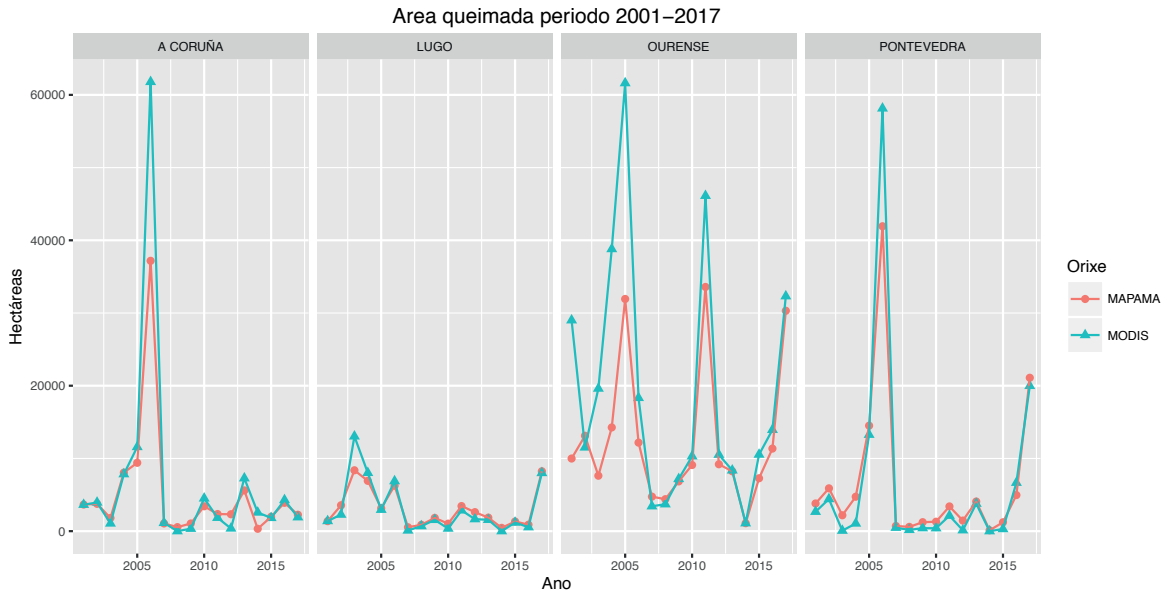 Area queimada periodo 2001−2017
A CORUÑA
LUGO
OURENSE
PONTEVEDRA
60000
40000
20000
0
Hectáreas
2005 2010 2015
2005 2010 2015
2005 2010 2015
2005 2010 2015
Ano
Orixe
MAPAMA
MODIS